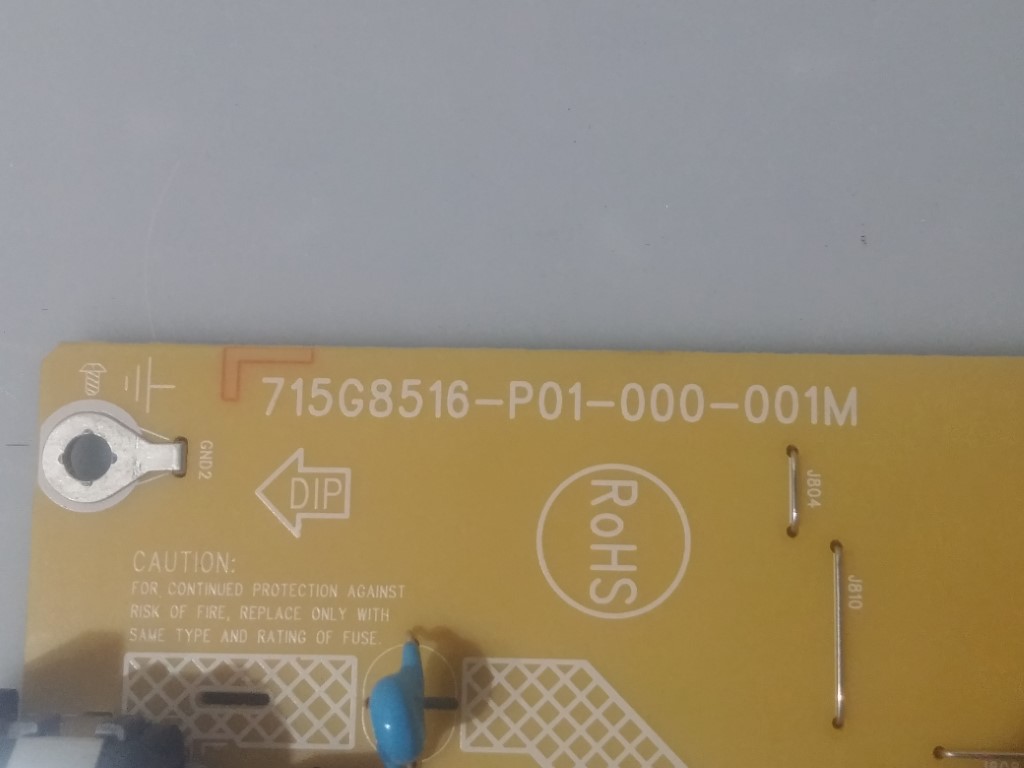 715G8516-P01-000-001M
GND2
DIP
RoHS
J804
J810
CAUTION:
FOR CONTINUED PROTECTION AGAINST
RISK OF FIRE, REPLACE ONLY WITH
SAME TYPE AND RATING OF FUSE.